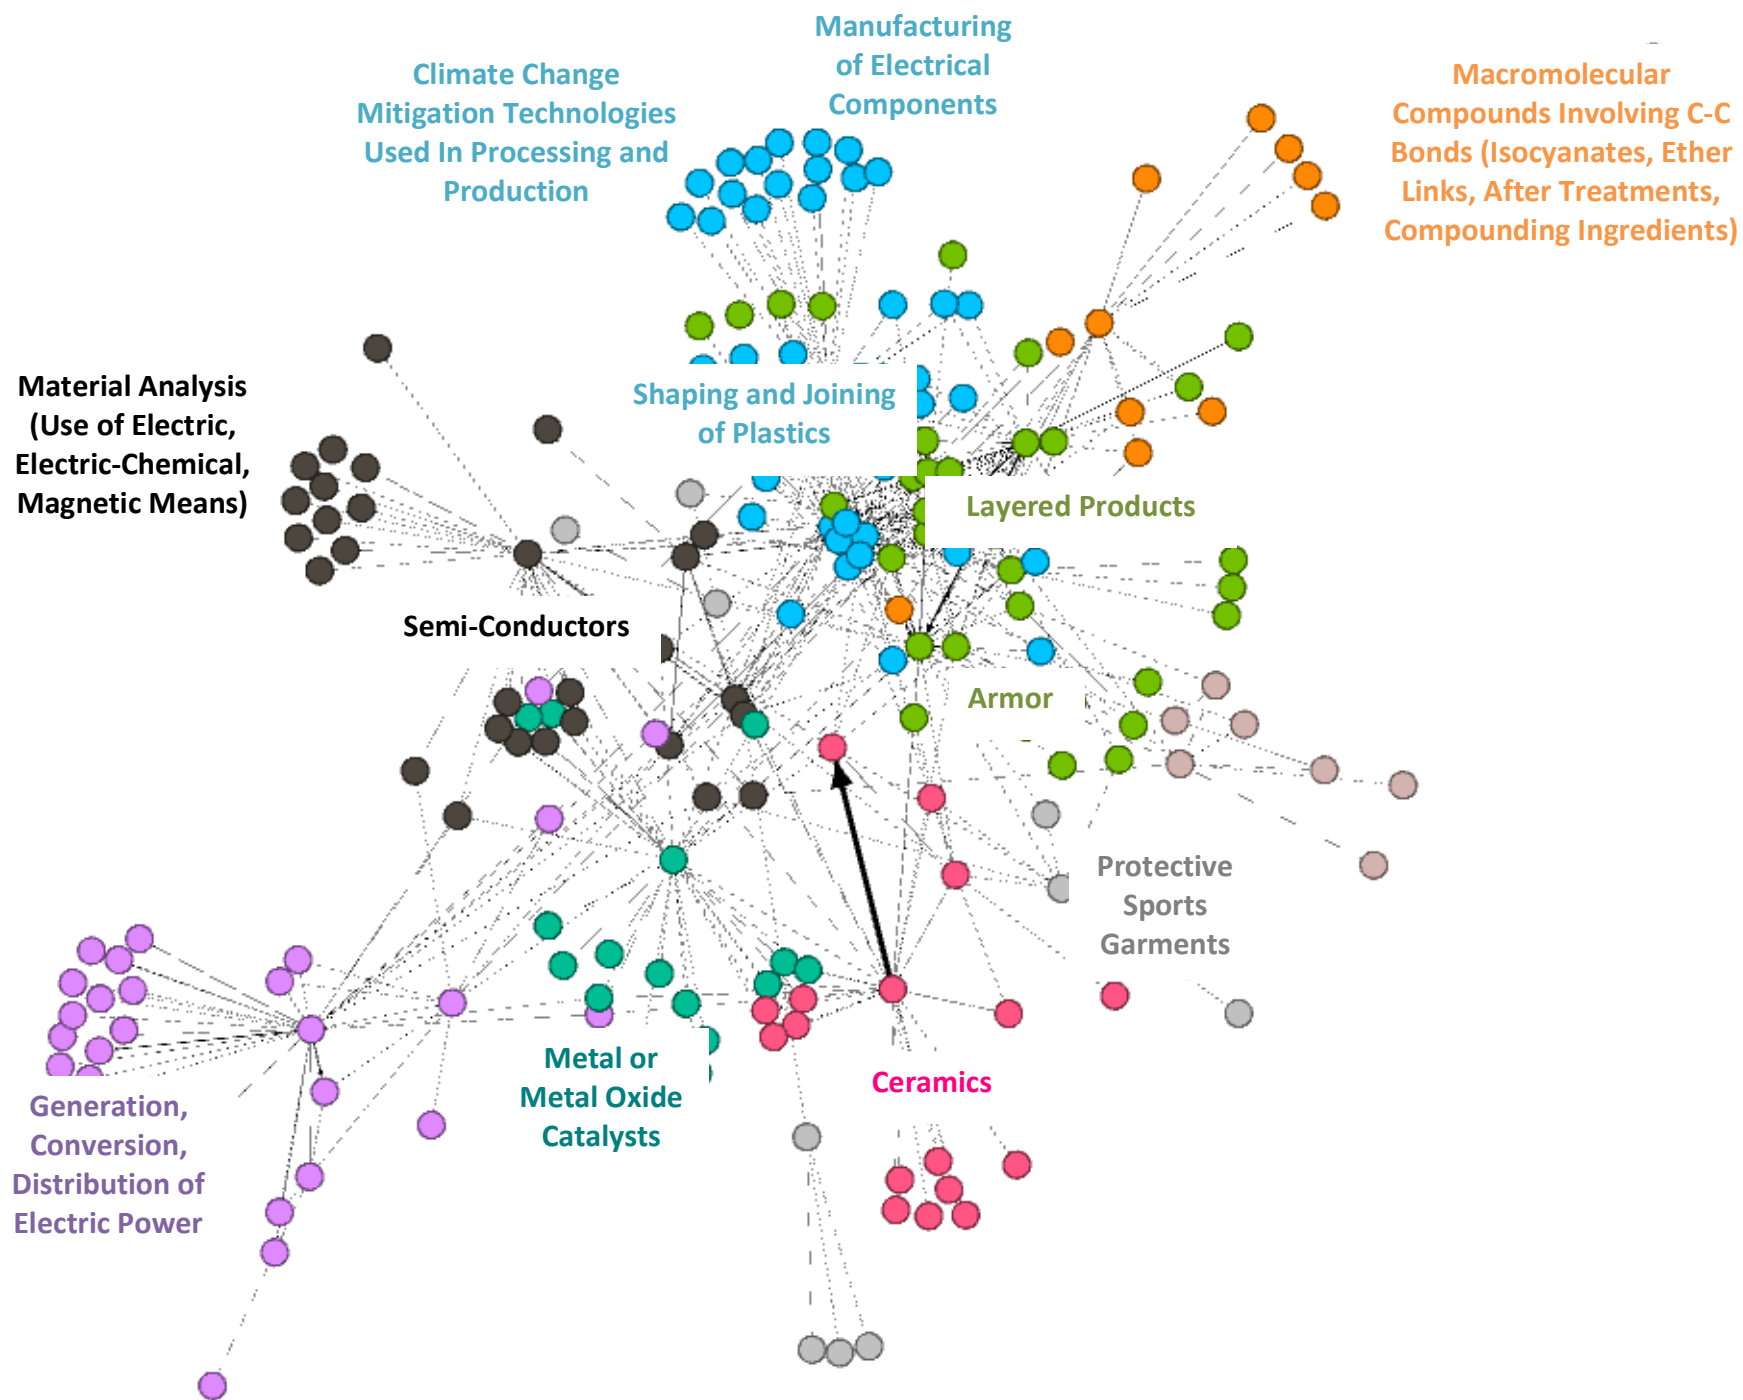 Manufacturing
of Electrical
Components
Climate Change
Mitigation Technologies
Used In Processing and
Production
Macromolecular
Compounds Involving C-C
Bonds (Isocyanates, Ether
Links, After Treatments,
Compounding Ingredients)
Material Analysis
(Use of Electric,
Electric-Chemical,
Magnetic Means)
Shaping and Joining
of Plastics
Layered Products
Semi-Conductors
Armor
Protective
Sports
Garments
Metal or
Metal Oxide
Catalysts
Ceramics
Generation,
Conversion,
Distribution of
Electric Power